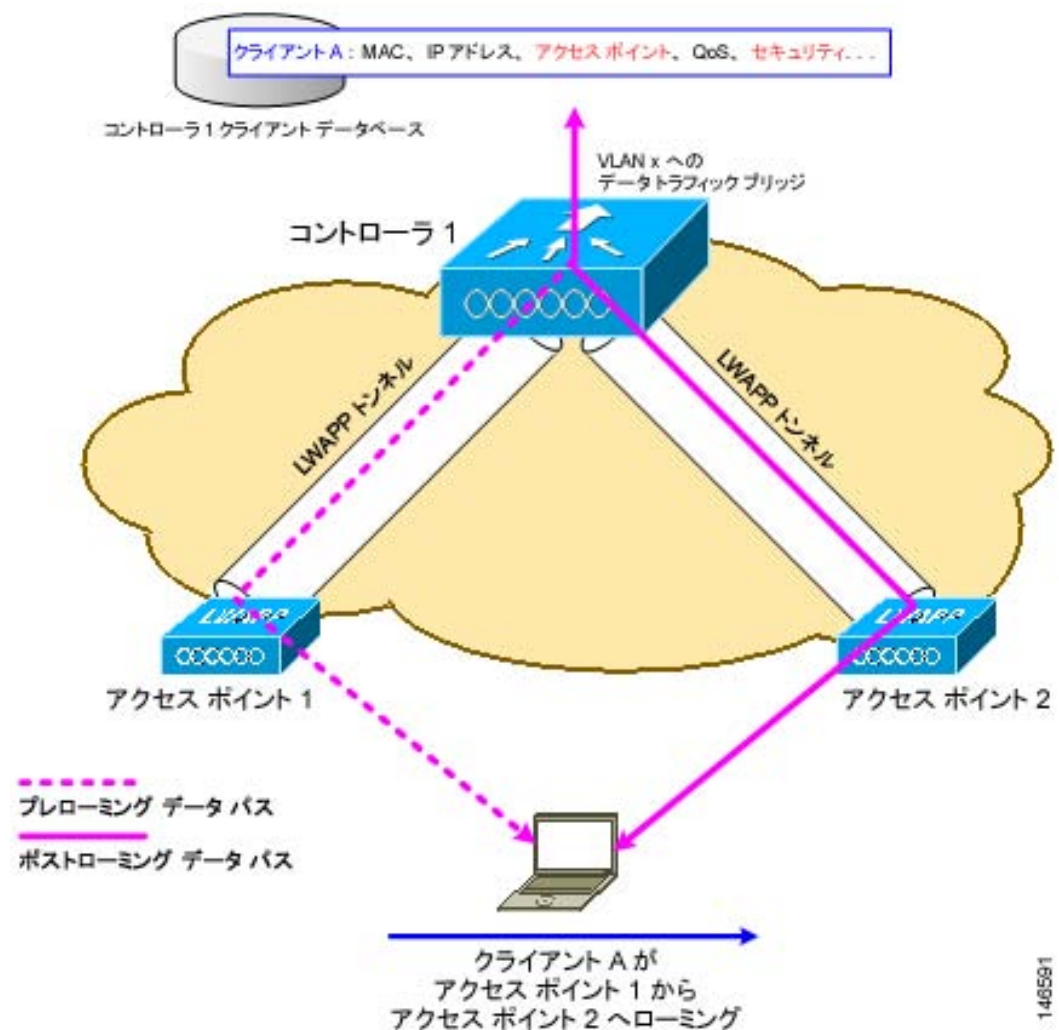 クライアント A : MAC、IP アドレス、アクセス ポイント、QoS、セキュリティ...
コントローラ 1 クライアント データベース
VLAN x への
データトラフィック ブリッジ
コントローラ 1
LWAPP トンネル
LWAPP トンネル
LWAPP
LWAPP
アクセス ポイント 1
アクセス ポイント 2
プレローミング データ パス
ポストローミング データ パス
クライアント A が
アクセス ポイント 1 から
アクセス ポイント 2 へローミング
146591